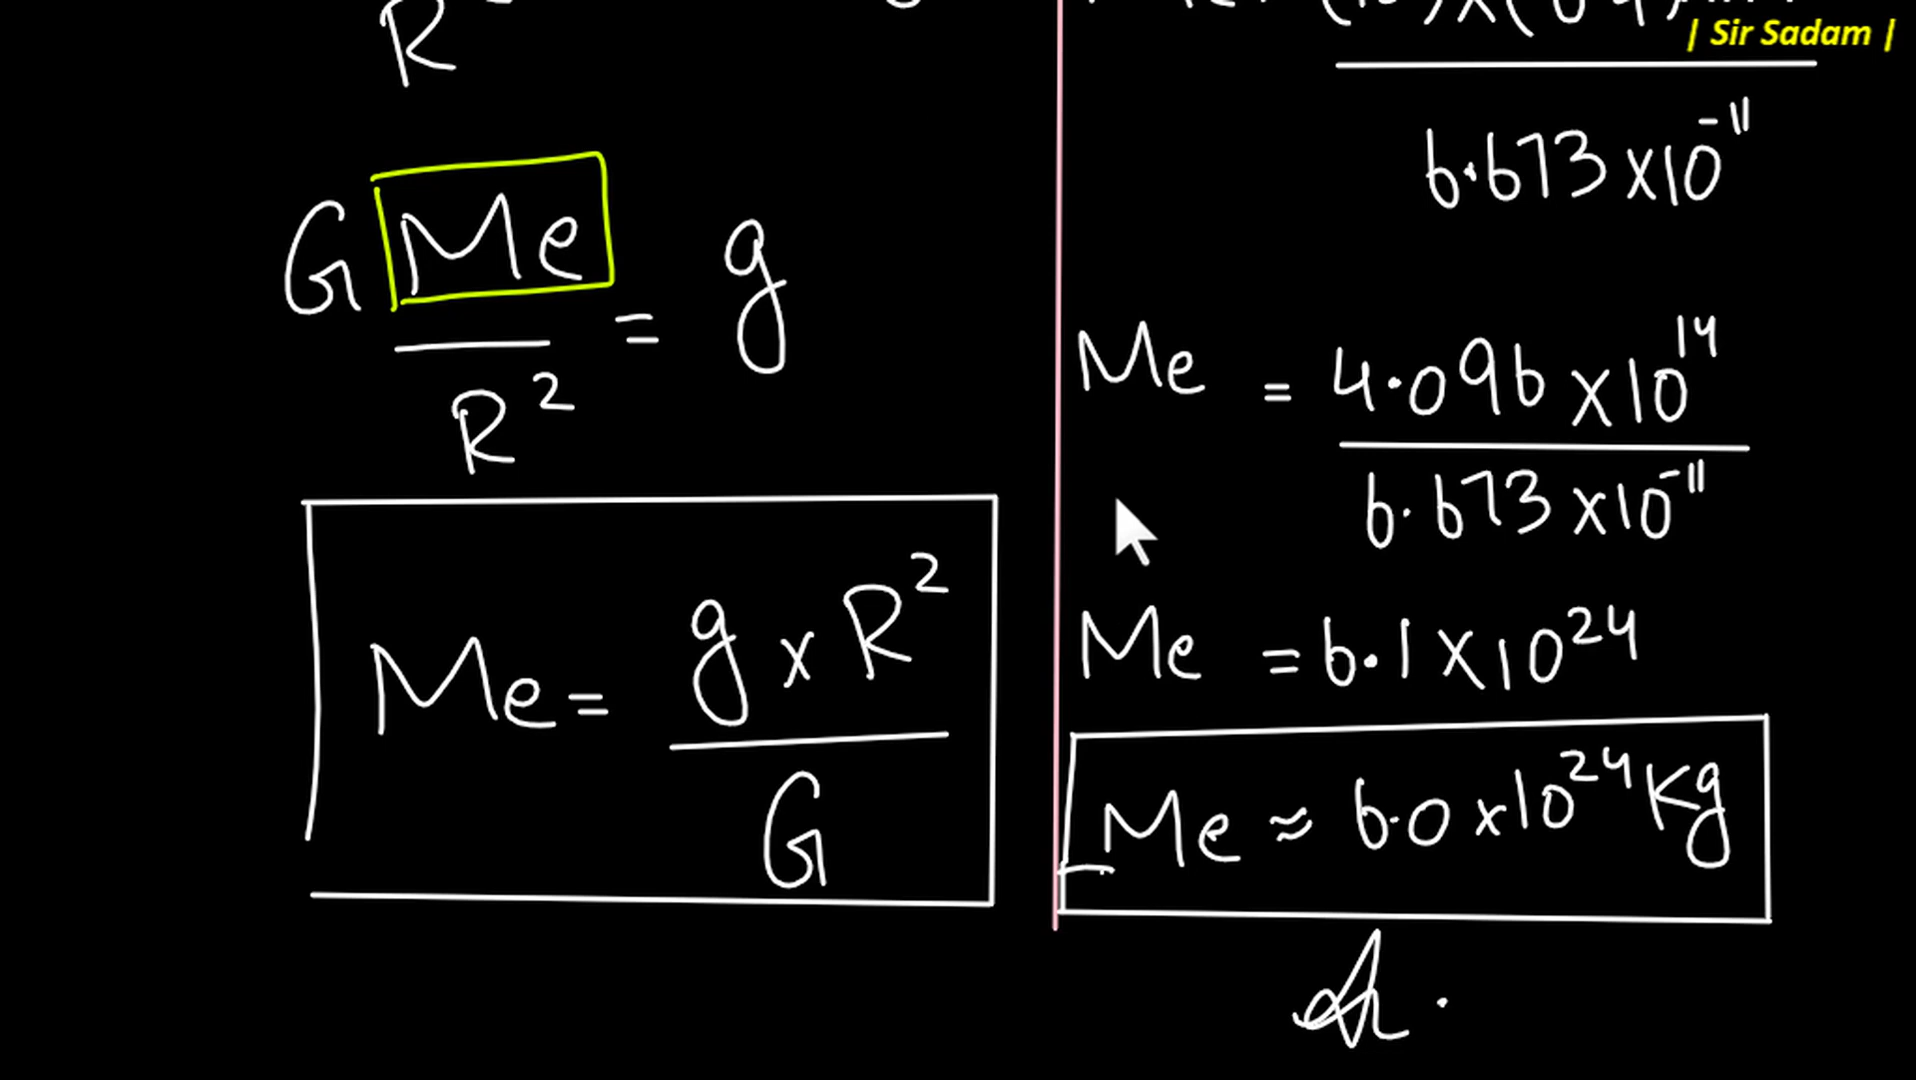 R
G Me
= g
R²
Me = g x R²
G
| Sir Sadam |
6.673 x10⁻¹¹
Me = 4.096 x10¹⁴
6.673 x10⁻¹¹
Me = 6.1 x 10²⁴
Me ≈ 6.0 x10²⁴ Kg